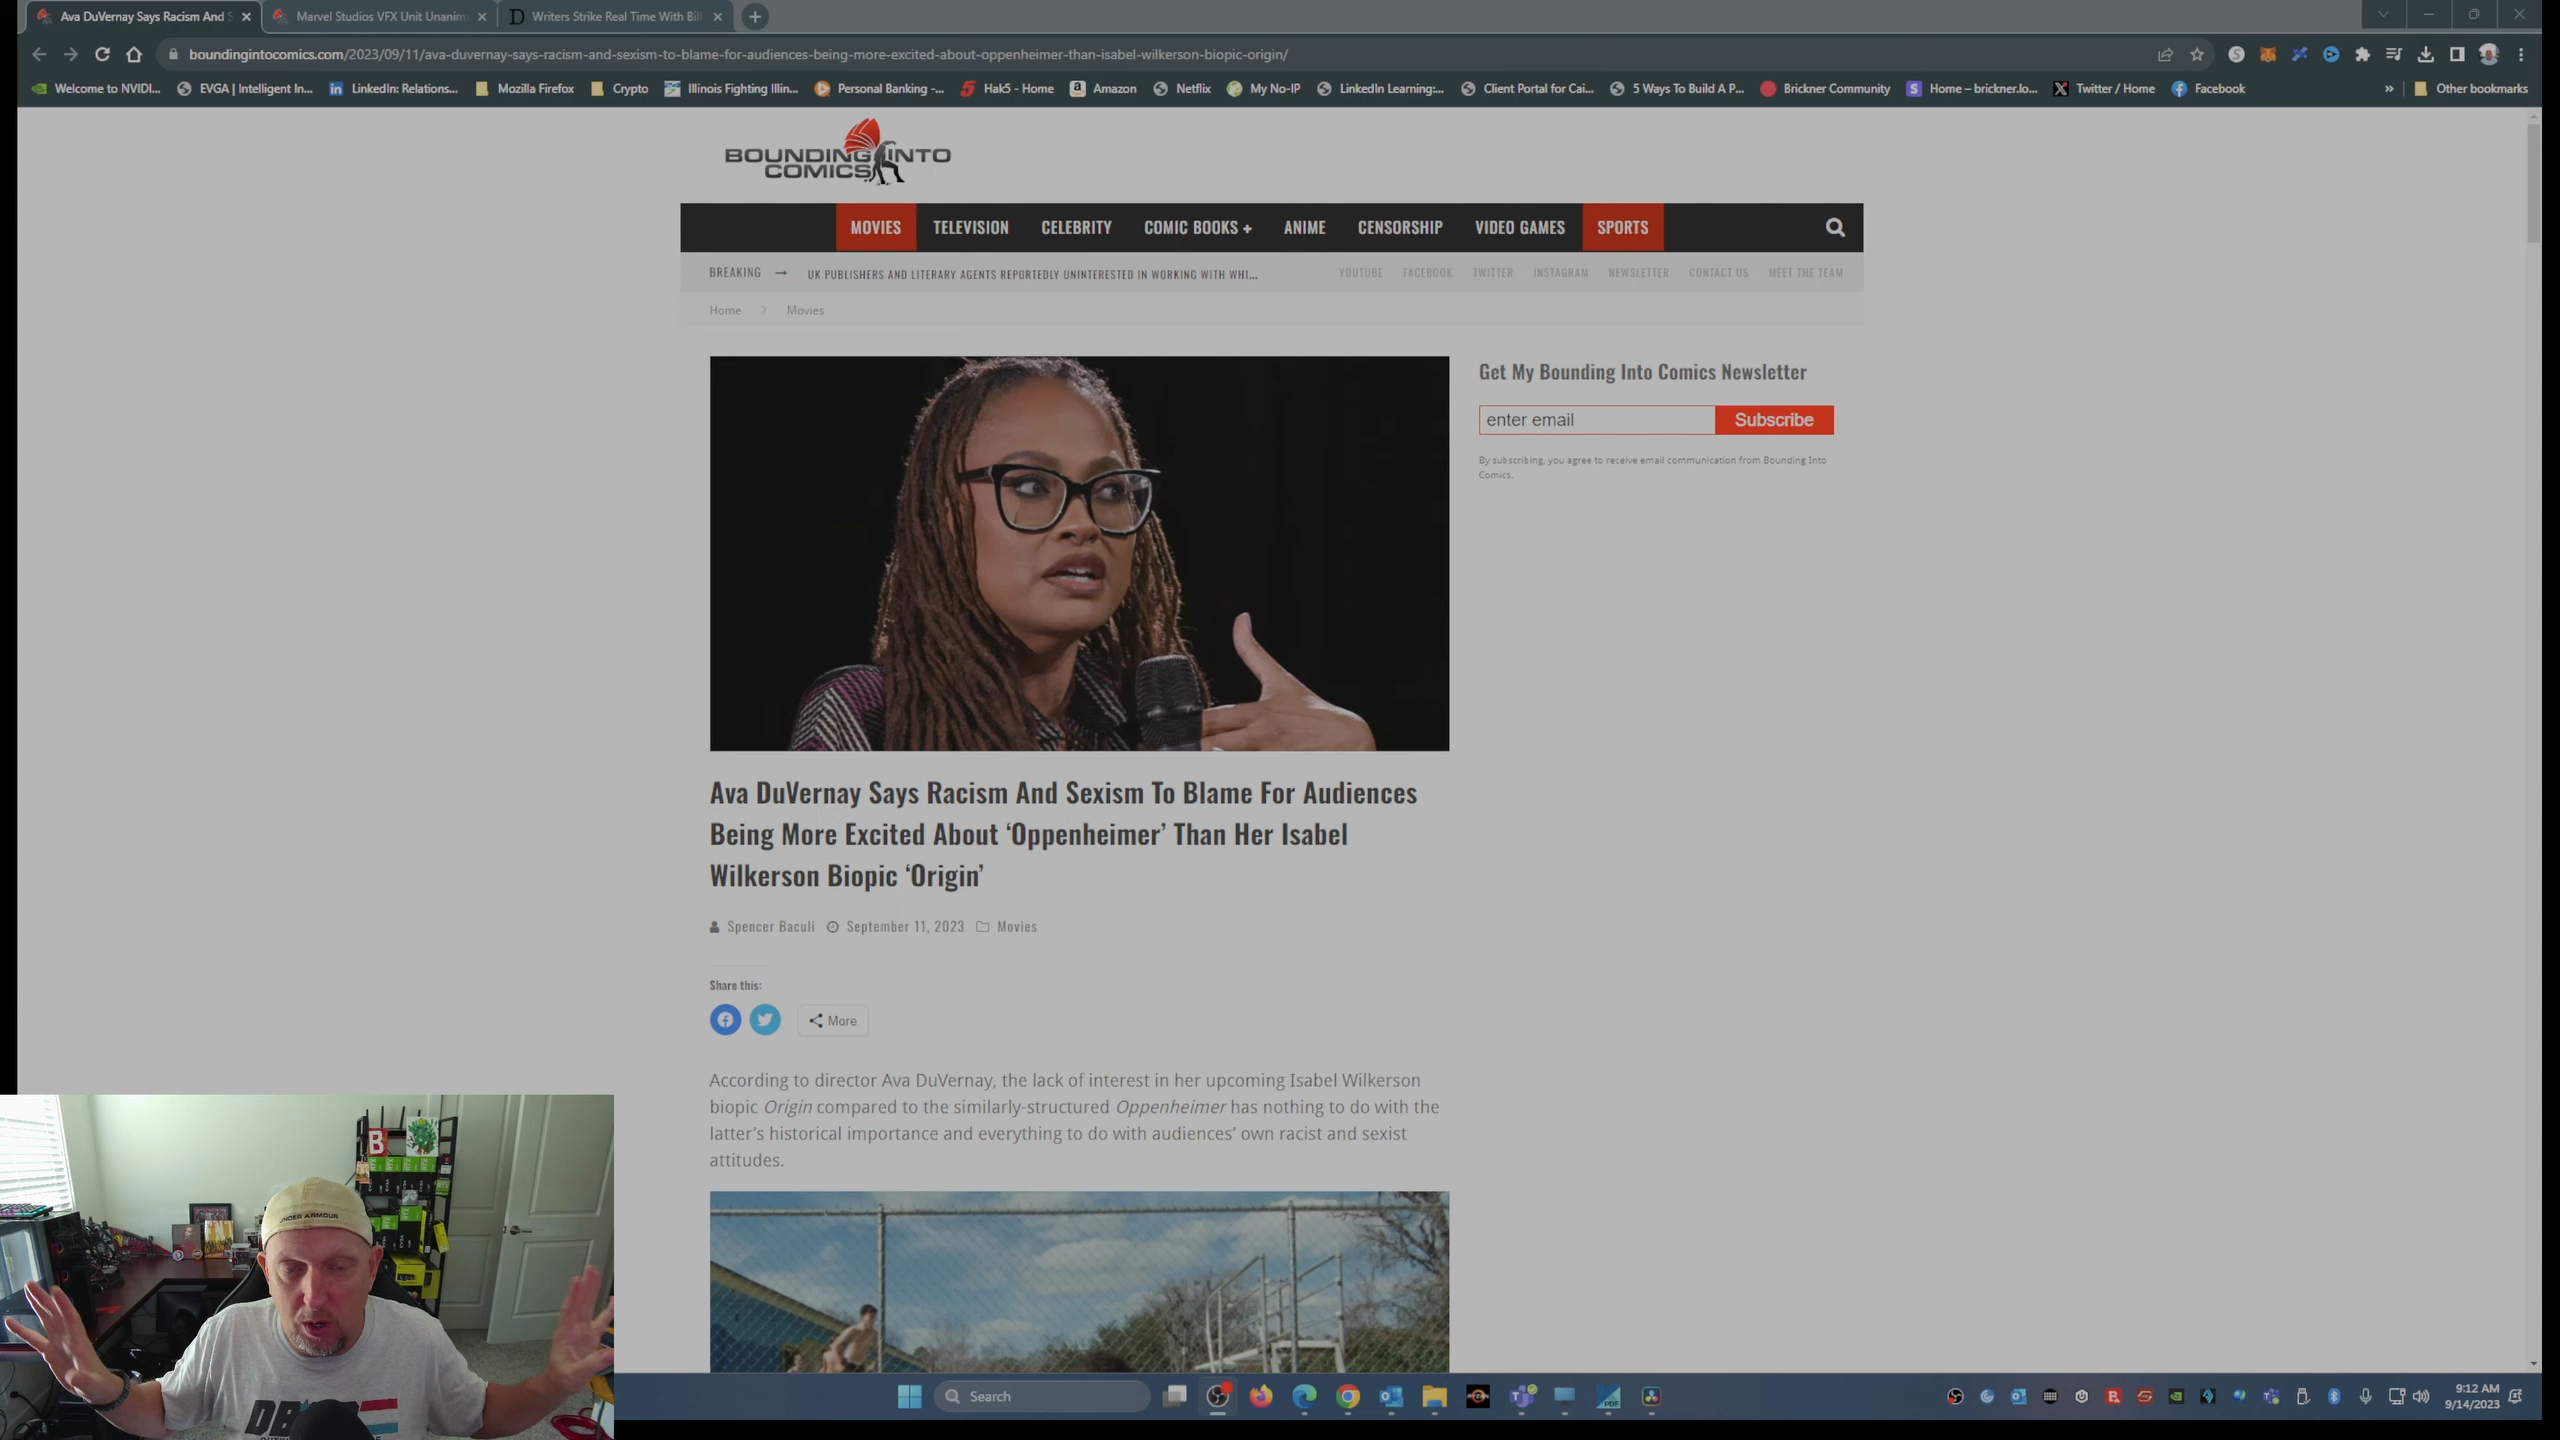 Ava DuVernay Says Racism And S
Marvel Studios VFX Unit Unanim
Writers Strike Real Time With Bill
boundingintocomics.com/2023/09/11/ava-duvernay-says-racism-and-sexism-to-blame-for-audiences-being-more-excited-about-oppenheimer-than-isabel-wilkerson-biopic-origin/
Welcome to NVIDI... EVGA | Intelligent In... LinkedIn: Relations... Mozilla Firefox Crypto Illinois Fighting Illin... Personal Banking -... Hak5 - Home Amazon Netflix My No-IP LinkedIn Learning:... Client Portal for Cai... 5 Ways To Build A P... Brickner Community Home – brickner.lo... Twitter / Home Facebook » Other bookmarks
BOUNDING INTO
COMICS
MOVIES TELEVISION CELEBRITY COMIC BOOKS + ANIME CENSORSHIP VIDEO GAMES SPORTS
BREAKING → UK PUBLISHERS AND LITERARY AGENTS REPORTEDLY UNINTERESTED IN WORKING WITH WHI... YOUTUBE FACEBOOK TWITTER INSTAGRAM NEWSLETTER CONTACT US MEET THE TEAM
Home > Movies
Get My Bounding Into Comics Newsletter
enter email Subscribe
By subscribing, you agree to receive email communication from Bounding Into
Comics.
Ava DuVernay Says Racism And Sexism To Blame For Audiences
Being More Excited About ‘Oppenheimer’ Than Her Isabel
Wilkerson Biopic ‘Origin’
Spencer Baculi September 11, 2023 Movies
Share this:
More
According to director Ava DuVernay, the lack of interest in her upcoming Isabel Wilkerson
biopic Origin compared to the similarly-structured Oppenheimer has nothing to do with the
latter’s historical importance and everything to do with audiences’ own racist and sexist
attitudes.
B
UNDER ARMOUR
Search
9:12 AM
9/14/2023